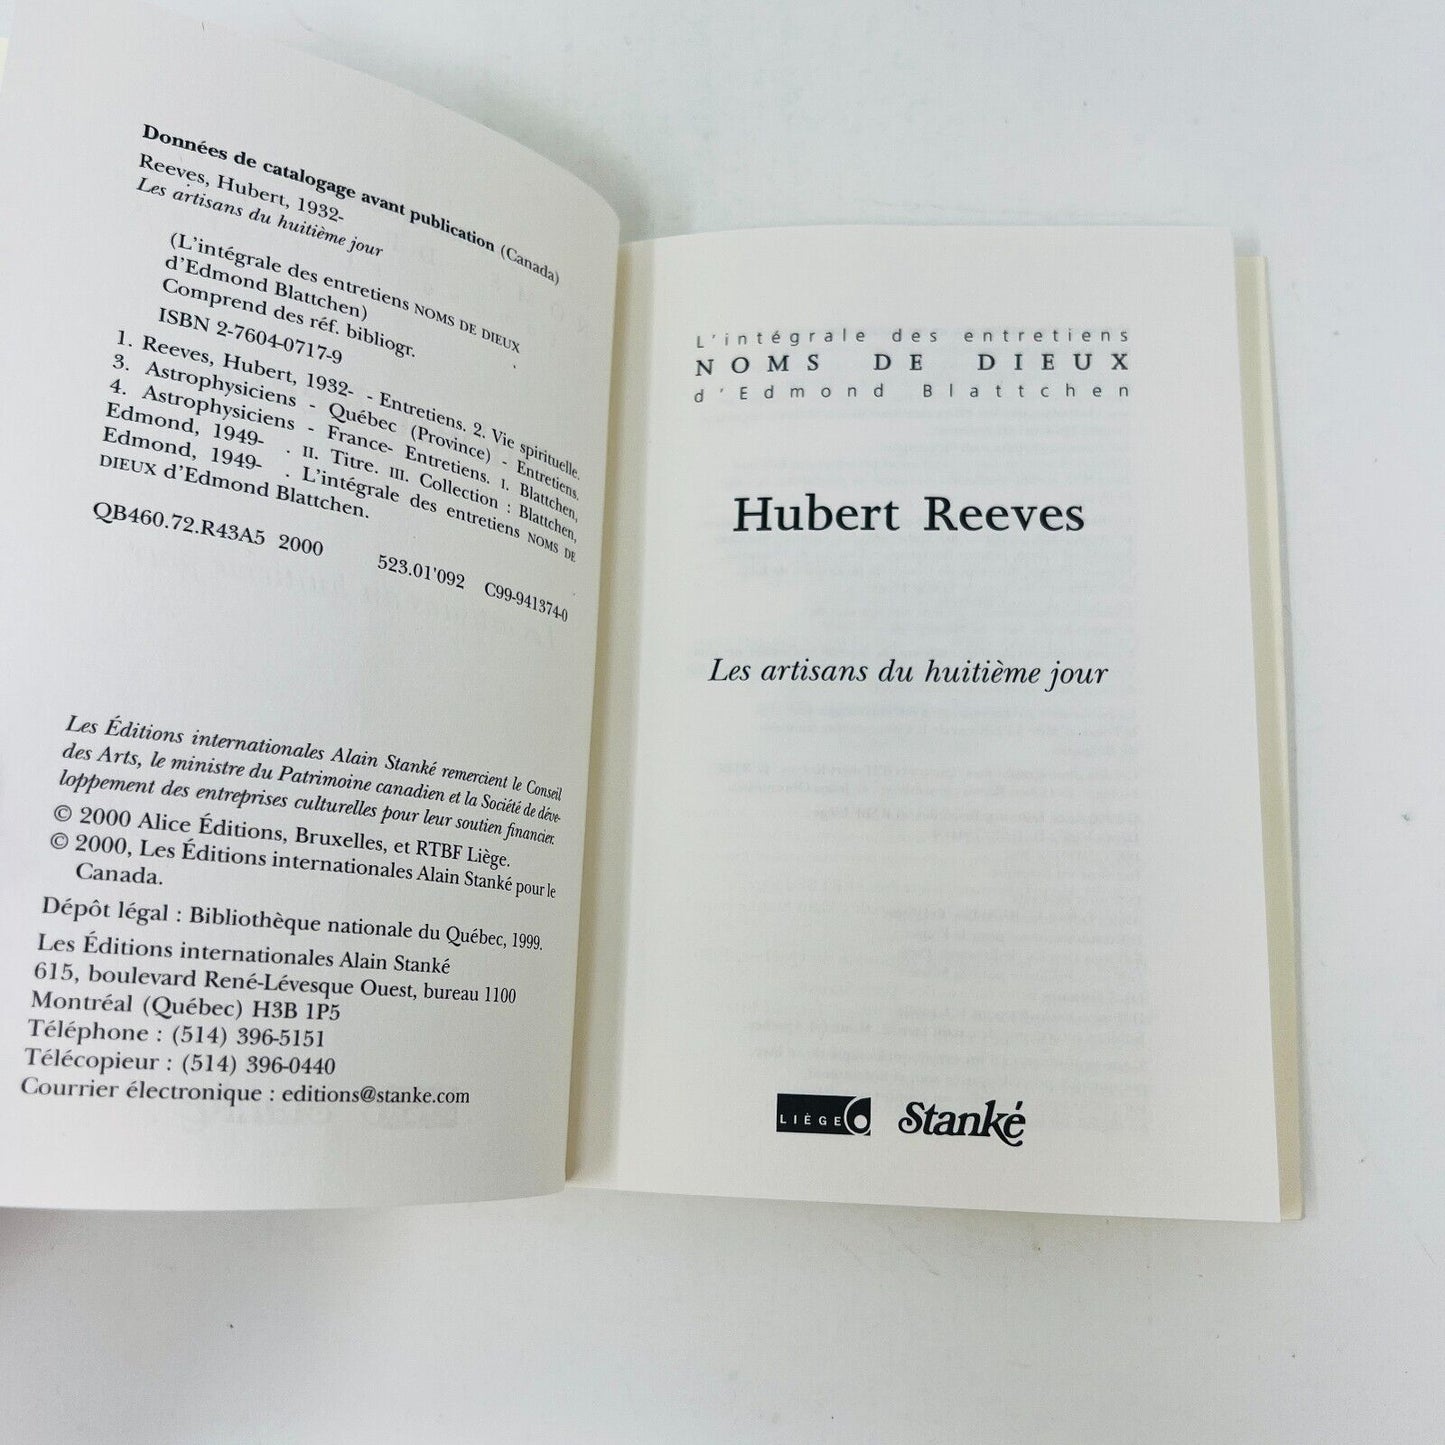 Données de catalogage avant publication (Canada)
Reeves, Hubert, 1932-
Les artisans du huitième jour
(L'intégrale des entretiens NOMS DE DIEUX
d'Edmond Blattchen)
Comprend des réf. bibliogr.
ISBN 2-7604-0717-9
1. Reeves, Hubert, 1932- - Entretiens. 2. Vie spirituelle.
3. Astrophysiciens - Québec (Province) - Entretiens.
4. Astrophysiciens - France- Entretiens. I. Blattchen,
Edmond, 1949- . II. Titre. III. Collection : Blattchen,
Edmond, 1949- . L'intégrale des entretiens NOMS DE
DIEUX d'Edmond Blattchen.
QB460.72.R43A5 2000 523.01'092 C99-941374-0
Les Éditions internationales Alain Stanké remercient le Conseil
des Arts, le ministre du Patrimoine canadien et la Société de déve-
loppement des entreprises culturelles pour leur soutien financier.
© 2000 Alice Éditions, Bruxelles, et RTBF Liège.
© 2000, Les Éditions internationales Alain Stanké pour le
Canada.
Dépôt légal : Bibliothèque nationale du Québec, 1999.
Les Éditions internationales Alain Stanké
615, boulevard René-Lévesque Ouest, bureau 1100
Montréal (Québec) H3B 1P5
Téléphone : (514) 396-5151
Télécopieur : (514) 396-0440
Courrier électronique : editions@stanke.com
L'intégrale des entretiens
NOMS DE DIEUX
d'Edmond Blattchen
Hubert Reeves
Les artisans du huitième jour
LIÈGE Stanké